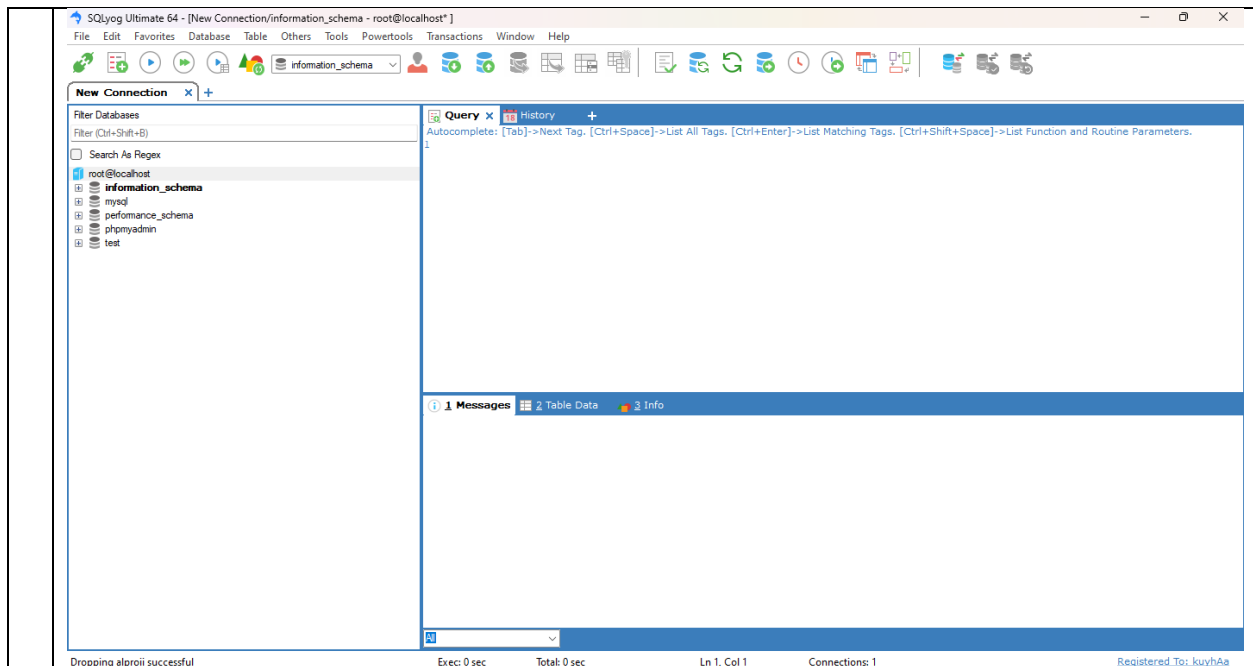 SQLyog Ultimate 64 - [New Connection/information_schema - root@localhost* ]
File Edit Favorites Database Table Others Tools Powertools Transactions Window Help
information_schema
New Connection x +
Filter Databases
Filter (Ctrl+Shift+B)
Search As Regex
root@localhost
information_schema
mysql
performance_schema
phpmyadmin
test
Query x 18 History +
Autocomplete: [Tab]->Next Tag. [Ctrl+Space]->List All Tags. [Ctrl+Enter]->List Matching Tags. [Ctrl+Shift+Space]->List Function and Routine Parameters.
1
1 Messages 2 Table Data 3 Info
All
Dropping alproii successful Exec: 0 sec Total: 0 sec Ln 1, Col 1 Connections: 1 Registered To: kuyhAa